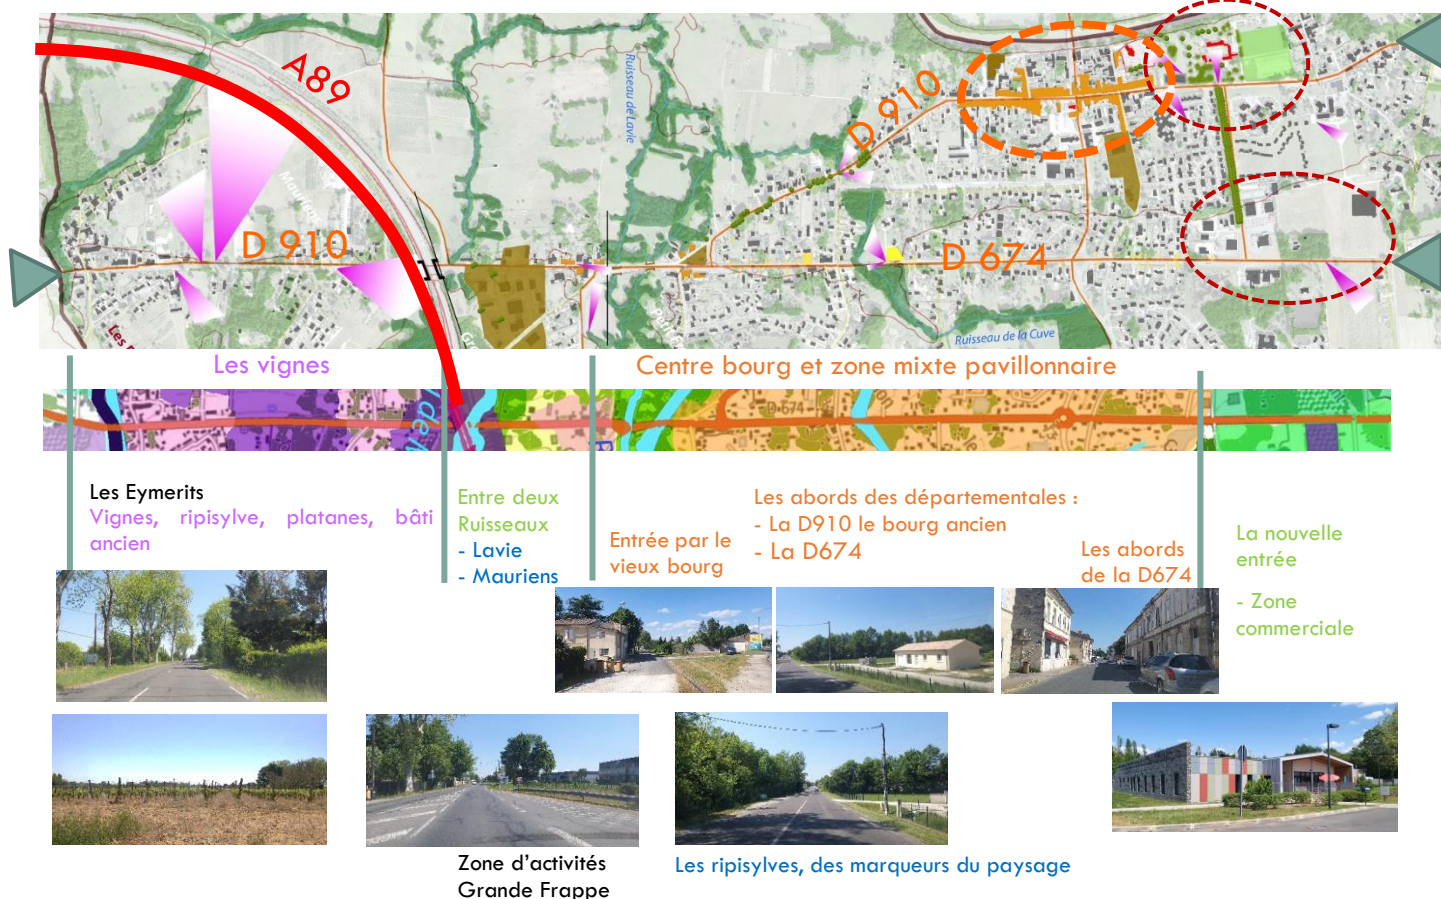 A89
D 910
Ruisseau de Lavie
D 910
D 674
Ruisseau de la Cuve
Les vignes
Centre bourg et zone mixte pavillonnaire
D 674
Les Eymerits
Vignes, ripisylve, platanes, bâti
ancien
Entre deux
Ruisseaux
- Lavie
- Mauriens
Entrée par le
vieux bourg
Les abords des départementales :
- La D910 le bourg ancien
- La D674
Les abords
de la D674
La nouvelle
entrée
- Zone
commerciale
Zone d'activités
Grande Frappe
Les ripisylves, des marqueurs du paysage